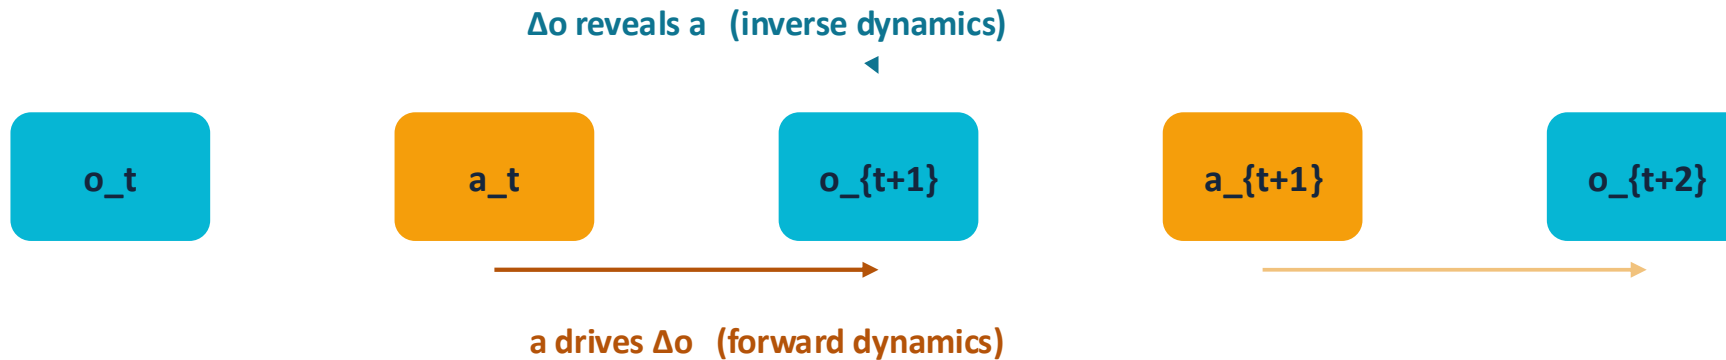 Δo reveals a (inverse dynamics)
o_t a_t o_{t+1} a_{t+1} o_{t+2}
a drives Δo (forward dynamics)